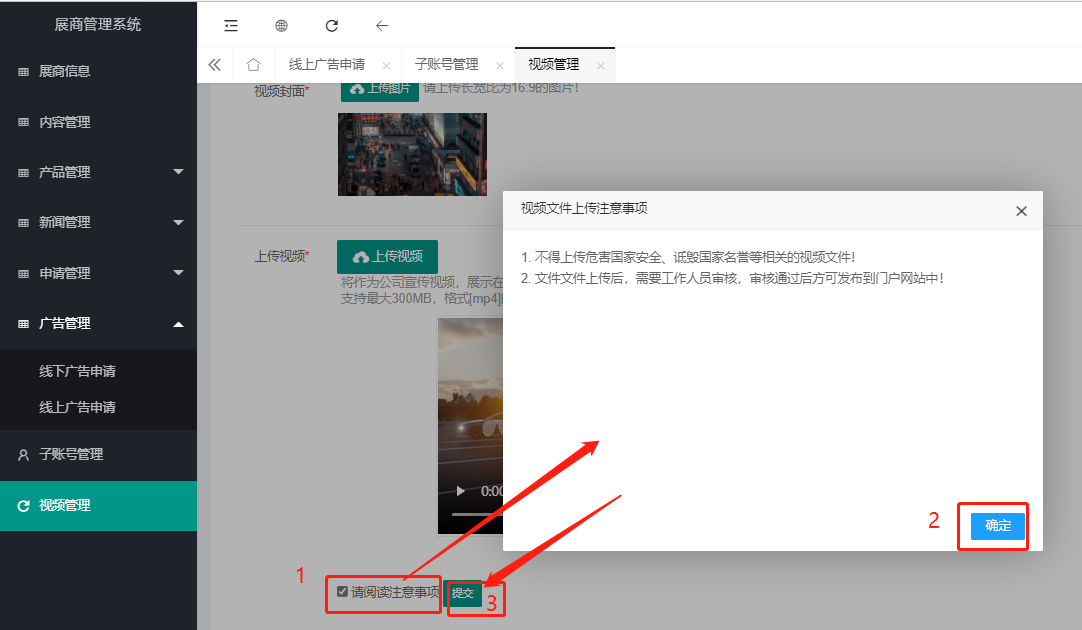 展商管理系统
展商信息
内容管理
产品管理
新闻管理
申请管理
广告管理
线下广告申请
线上广告申请
子账号管理
视频管理
线上广告申请
子账号管理
视频管理
视频封面*
上传图片
请上传长宽比为16:9的图片！
上传视频*
上传视频
将作为公司宣传视频，展示在
支持最大300MB，格式[mp4]
0:00
视频文件上传注意事项
1. 不得上传危害国家安全、诋毁国家名誉等相关的视频文件！
2. 文件文件上传后，需要工作人员审核，审核通过后方可发布到门户网站中！
2
确定
1
请阅读注意事项
提交
3